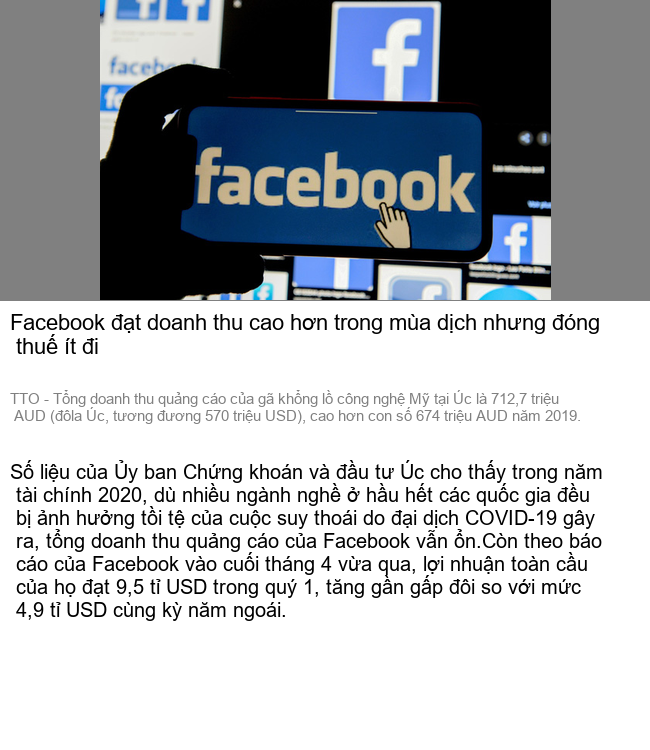 facebook
facebook
Facebook đạt doanh thu cao hơn trong mùa dịch nhưng đóng
thuế ít đi
TTO - Tổng doanh thu quảng cáo của gã khổng lồ công nghệ Mỹ tại Úc là 712,7 triệu
AUD (đôla Úc, tương đương 570 triệu USD), cao hơn con số 674 triệu AUD năm 2019.
Số liệu của Ủy ban Chứng khoán và đầu tư Úc cho thấy trong năm
tài chính 2020, dù nhiều ngành nghề ở hầu hết các quốc gia đều
bị ảnh hưởng tồi tệ của cuộc suy thoái do đại dịch COVID-19 gây
ra, tổng doanh thu quảng cáo của Facebook vẫn ổn.Còn theo báo
cáo của Facebook vào cuối tháng 4 vừa qua, lợi nhuận toàn cầu
của họ đạt 9,5 tỉ USD trong quý 1, tăng gần gấp đôi so với mức
4,9 tỉ USD cùng kỳ năm ngoái.